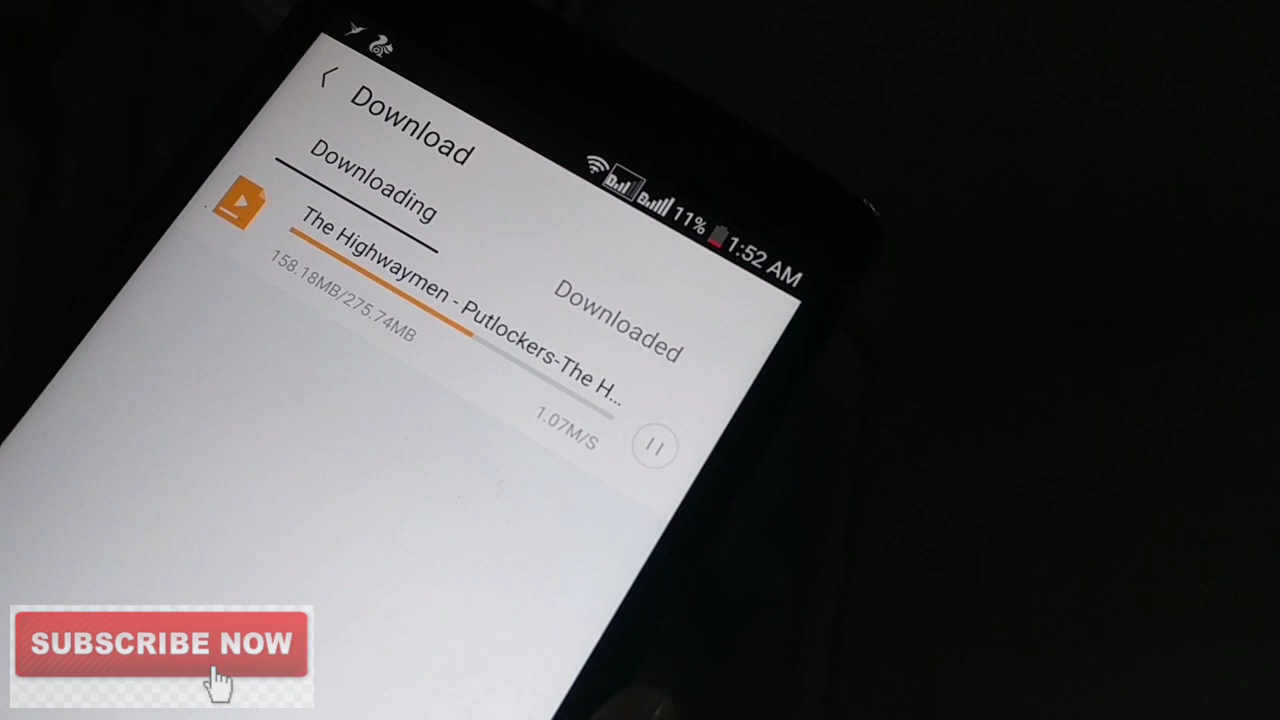 11% 1:52 AM
Download
Downloading
Downloaded
The Highwaymen - Putlockers-The H...
158.18MB/275.74MB
1.07M/S
SUBSCRIBE NOW